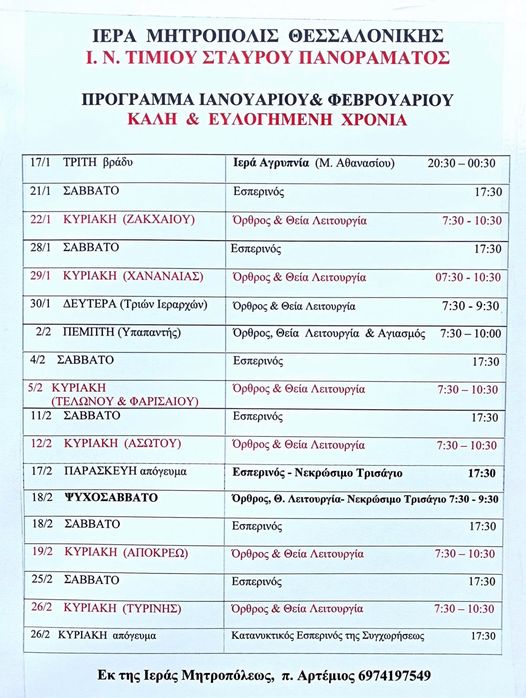 ΙΕΡΑ ΜΗΤΡΟΠΟΛΙΣ ΘΕΣΣΑΛΟΝΙΚΗΣ
Ι. Ν. ΤΙΜΙΟΥ ΣΤΑΥΡΟΥ ΠΑΝΟΡΑΜΑΤΟΣ
ΠΡΟΓΡΑΜΜΑ ΙΑΝΟΥΑΡΙΟΥ& ΦΕΒΡΟΥΑΡΙΟΥ
ΚΑΛΗ & ΕΥΛΟΓΗΜΕΝΗ ΧΡΟΝΙΑ
17/1 ΤΡΙΤΗ βράδυ Ιερά Αγρυπνία (Μ. Αθανασίου) 20:30 – 00:30
21/1 ΣΑΒΒΑΤΟ Εσπερινός 17:30
22/1 ΚΥΡΙΑΚΗ (ΖΑΚΧΑΙΟΥ) Όρθρος & Θεία Λειτουργία 7:30 - 10:30
28/1 ΣΑΒΒΑΤΟ Εσπερινός 17:30
29/1 ΚΥΡΙΑΚΗ (ΧΑΝΑΝΑΙΑΣ) Όρθρος & Θεία Λειτουργία 07:30 - 10:30
30/1 ΔΕΥΤΕΡΑ (Τριών Ιεραρχών) Όρθρος & Θεία Λειτουργία 7:30 - 9:30
2/2 ΠΕΜΠΤΗ (Υπαπαντής) Όρθρος, Θεία Λειτουργία & Αγιασμός 7:30 – 10:00
4/2 ΣΑΒΒΑΤΟ Εσπερινός 17:30
5/2 ΚΥΡΙΑΚΗ Όρθρος & Θεία Λειτουργία 7:30 – 10:30
(ΤΕΛΩΝΟΥ & ΦΑΡΙΣΑΙΟΥ)
11/2 ΣΑΒΒΑΤΟ Εσπερινός 17:30
12/2 ΚΥΡΙΑΚΗ (ΑΣΩΤΟΥ) Όρθρος & Θεία Λειτουργία 7:30 – 10:30
17/2 ΠΑΡΑΣΚΕΥΗ απόγευμα Εσπερινός - Νεκρώσιμο Τρισάγιο 17:30
18/2 ΨΥΧΟΣΑΒΒΑΤΟ Όρθρος, Θ. Λειτουργία- Νεκρώσιμο Τρισάγιο 7:30 - 9:30
18/2 ΣΑΒΒΑΤΟ Εσπερινός 17:30
19/2 ΚΥΡΙΑΚΗ (ΑΠΟΚΡΕΩ) Όρθρος & Θεία Λειτουργία 7:30 – 10:30
25/2 ΣΑΒΒΑΤΟ Εσπερινός 17:30
26/2 ΚΥΡΙΑΚΗ (ΤΥΡΙΝΗΣ) Όρθρος & Θεία Λειτουργία 7:30 – 10:30
26/2 ΚΥΡΙΑΚΗ απόγευμα Κατανυκτικός Εσπερινός της Συγχωρήσεως 17:30
Εκ της Ιεράς Μητροπόλεως, π. Αρτέμιος 6974197549